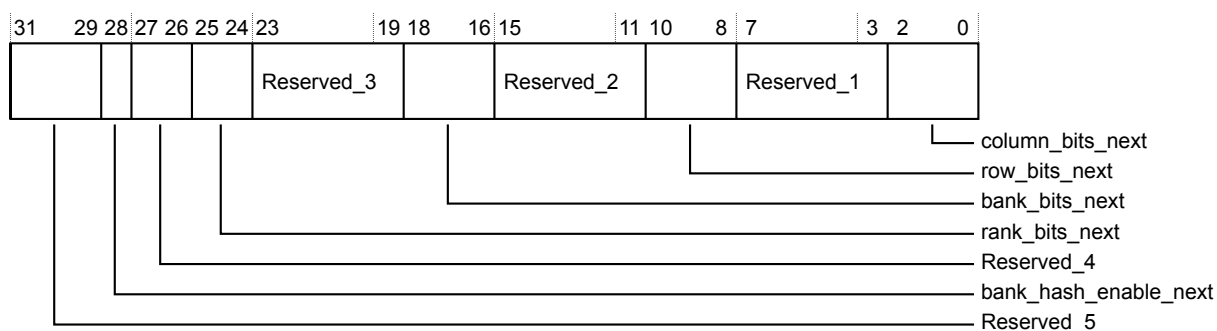 31 29 28 27 26 25 24 23 19 18 16 15 11 10 8 7 3 2 0
Reserved_3 Reserved_2 Reserved_1
column_bits_next
row_bits_next
bank_bits_next
rank_bits_next
Reserved_4
bank_hash_enable_next
Reserved_5